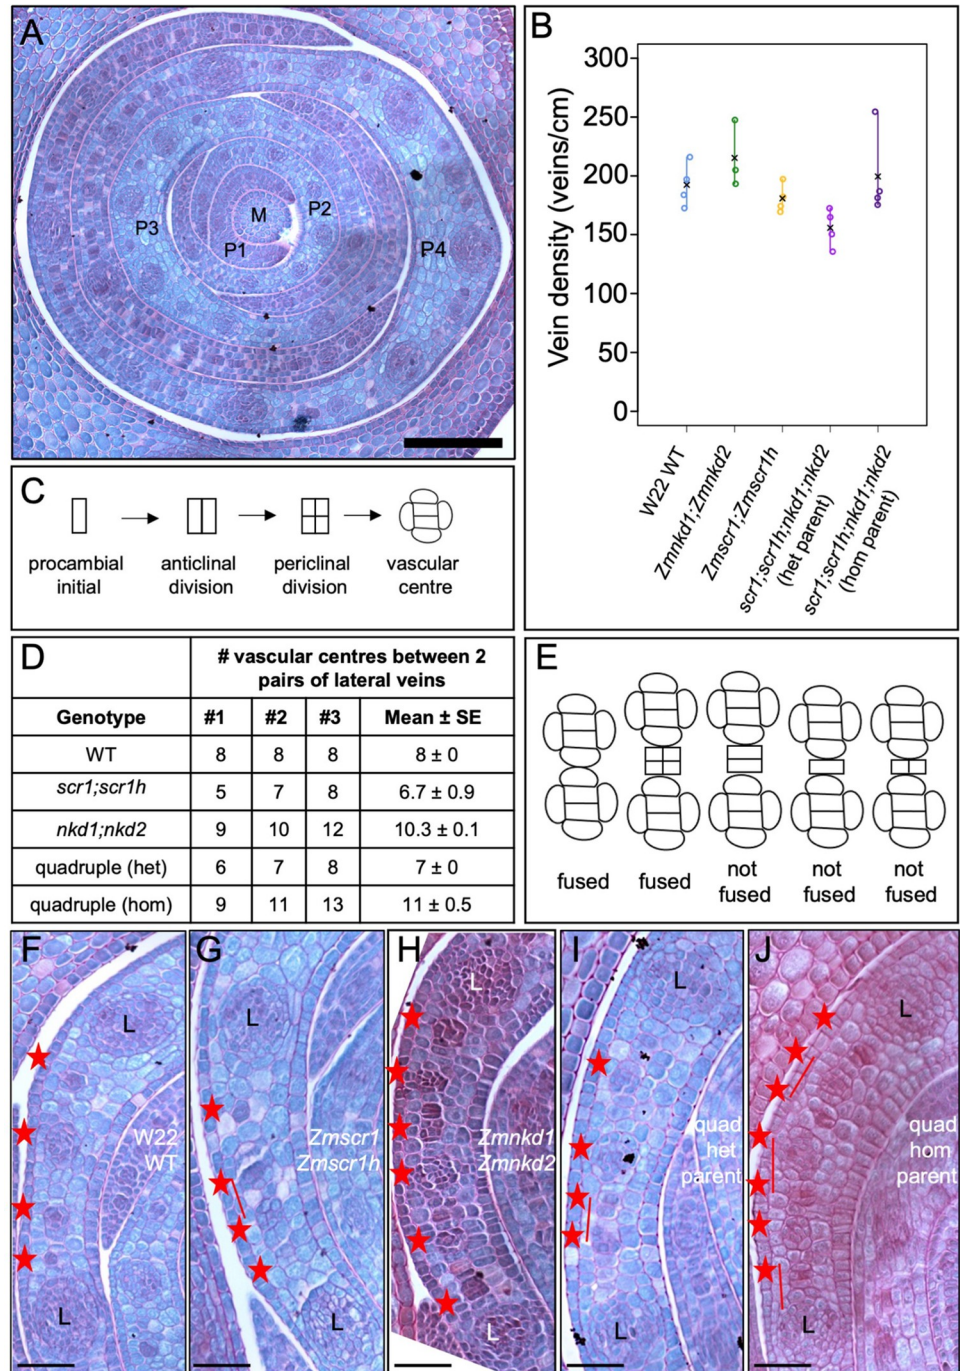 A
M
P1
P2
P3
P4
B
Vein density (veins/cm)
300
250
200
150
100
50
0
W22 WT
Zmnkd1;Zmnkd2
Zmscr1;Zmscr1h
scr1;scr1h;nkd1;nkd2
(het parent)
scr1;scr1h;nkd1;nkd2
(hom parent)
C
procambial initial
anticlinal division
periclinal division
vascular centre
D
# vascular centres between 2
pairs of lateral veins
Genotype #1 #2 #3 Mean ± SE
WT 8 8 8 8 ± 0
scr1;scr1h 5 7 8 6.7 ± 0.9
nkd1;nkd2 9 10 12 10.3 ± 0.1
quadruple (het) 6 7 8 7 ± 0
quadruple (hom) 9 11 13 11 ± 0.5
E
fused
fused
not
fused
not
fused
not
fused
F
L
W22
WT
L
G
L
Zmscr1
Zmscr1h
L
H
L
Zmnkd1
Zmnkd2
L
I
L
quad
het
parent
L
J
L
quad
hom
parent
L